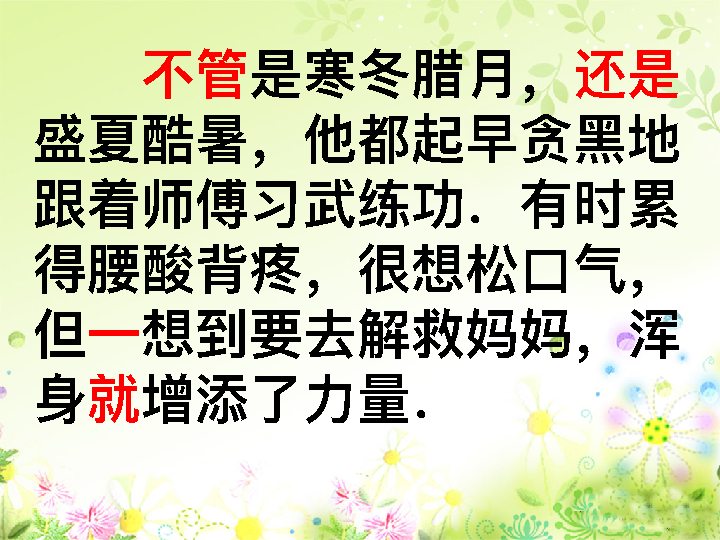 不管是寒冬腊月，还是
盛夏酷暑，他都起早贪黑地
跟着师傅习武练功．有时累
得腰酸背疼，很想松口气，
但一想到要去解救妈妈，浑
身就增添了力量．